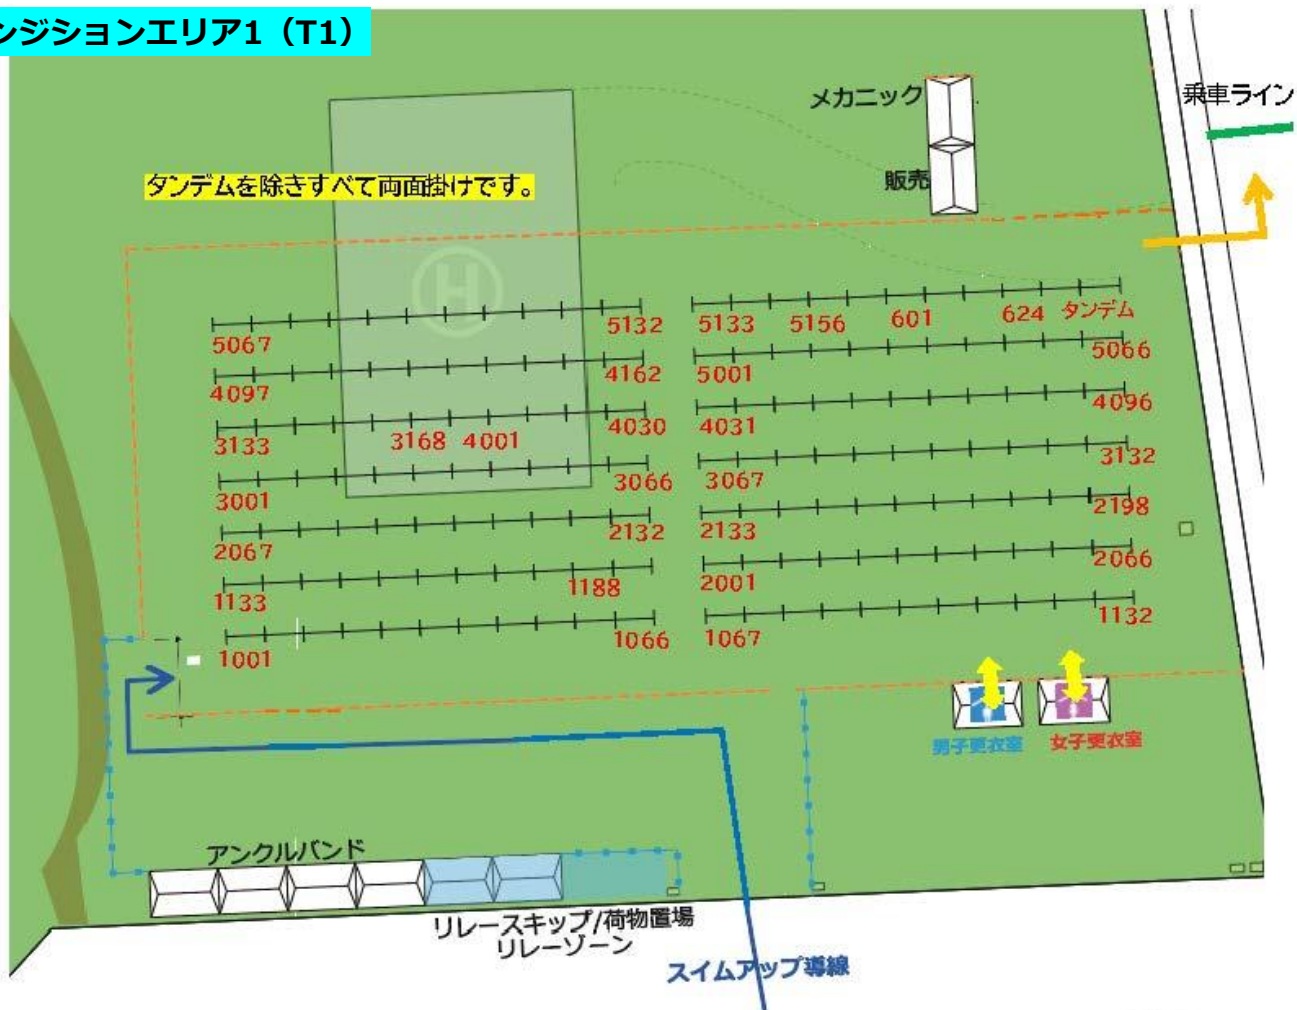 ンジションエリア1（T1）
メカニック
乗車ライン
タンデムを除きすべて両面掛けです。
販売
H
5067 5132 5133 5156 601 624 タンデム
4097 4162 5001 5066
3133 3168 4001 4030 4031 4096
3001 3066 3067 3132
2067 2132 2133 2198
1133 1188 2001 2066
1001 1066 1067 1132
男子更衣室 女子更衣室
アンクルバンド
リレースキップ/荷物置場
リレーゾーン
スイムアップ導線